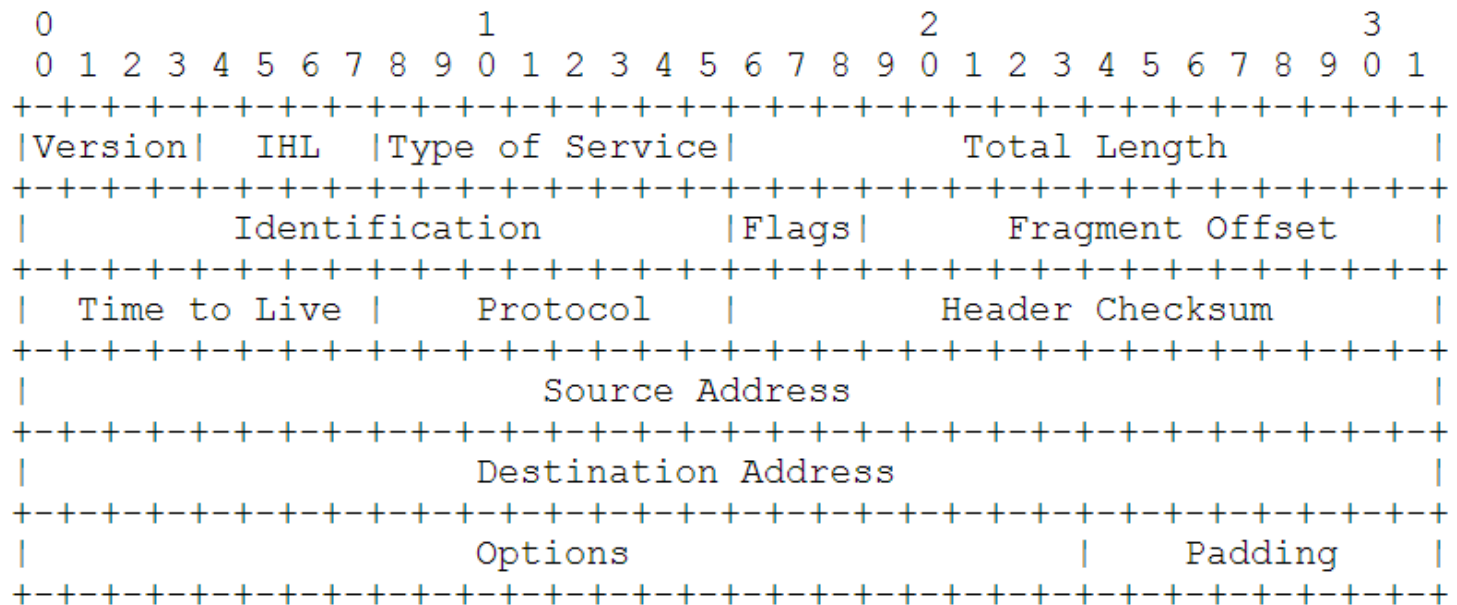 0                   1                   2                   3
 0 1 2 3 4 5 6 7 8 9 0 1 2 3 4 5 6 7 8 9 0 1 2 3 4 5 6 7 8 9 0 1
+-+-+-+-+-+-+-+-+-+-+-+-+-+-+-+-+-+-+-+-+-+-+-+-+-+-+-+-+-+-+-+-+
|Version|  IHL  |Type of Service|          Total Length         |
+-+-+-+-+-+-+-+-+-+-+-+-+-+-+-+-+-+-+-+-+-+-+-+-+-+-+-+-+-+-+-+-+
|         Identification        |Flags|      Fragment Offset    |
+-+-+-+-+-+-+-+-+-+-+-+-+-+-+-+-+-+-+-+-+-+-+-+-+-+-+-+-+-+-+-+-+
|  Time to Live |    Protocol   |         Header Checksum       |
+-+-+-+-+-+-+-+-+-+-+-+-+-+-+-+-+-+-+-+-+-+-+-+-+-+-+-+-+-+-+-+-+
|                       Source Address                          |
+-+-+-+-+-+-+-+-+-+-+-+-+-+-+-+-+-+-+-+-+-+-+-+-+-+-+-+-+-+-+-+-+
|                    Destination Address                        |
+-+-+-+-+-+-+-+-+-+-+-+-+-+-+-+-+-+-+-+-+-+-+-+-+-+-+-+-+-+-+-+-+
|                    Options                    |    Padding    |
+-+-+-+-+-+-+-+-+-+-+-+-+-+-+-+-+-+-+-+-+-+-+-+-+-+-+-+-+-+-+-+-+